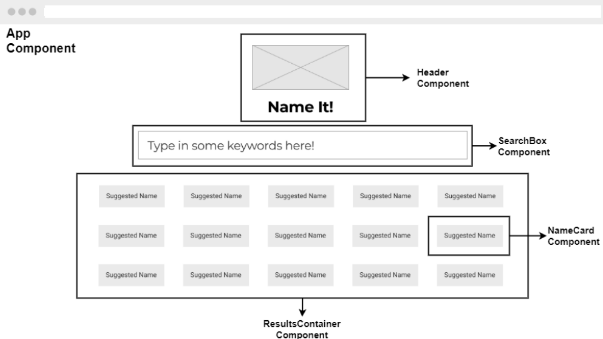 App
Component
Header
Component
Name It!
Type in some keywords here!
SearchBox
Component
Suggested Name Suggested Name Suggested Name Suggested Name Suggested Name
Suggested Name Suggested Name Suggested Name Suggested Name Suggested Name
NameCard
Component
Suggested Name Suggested Name Suggested Name Suggested Name Suggested Name
ResultsContainer
Component